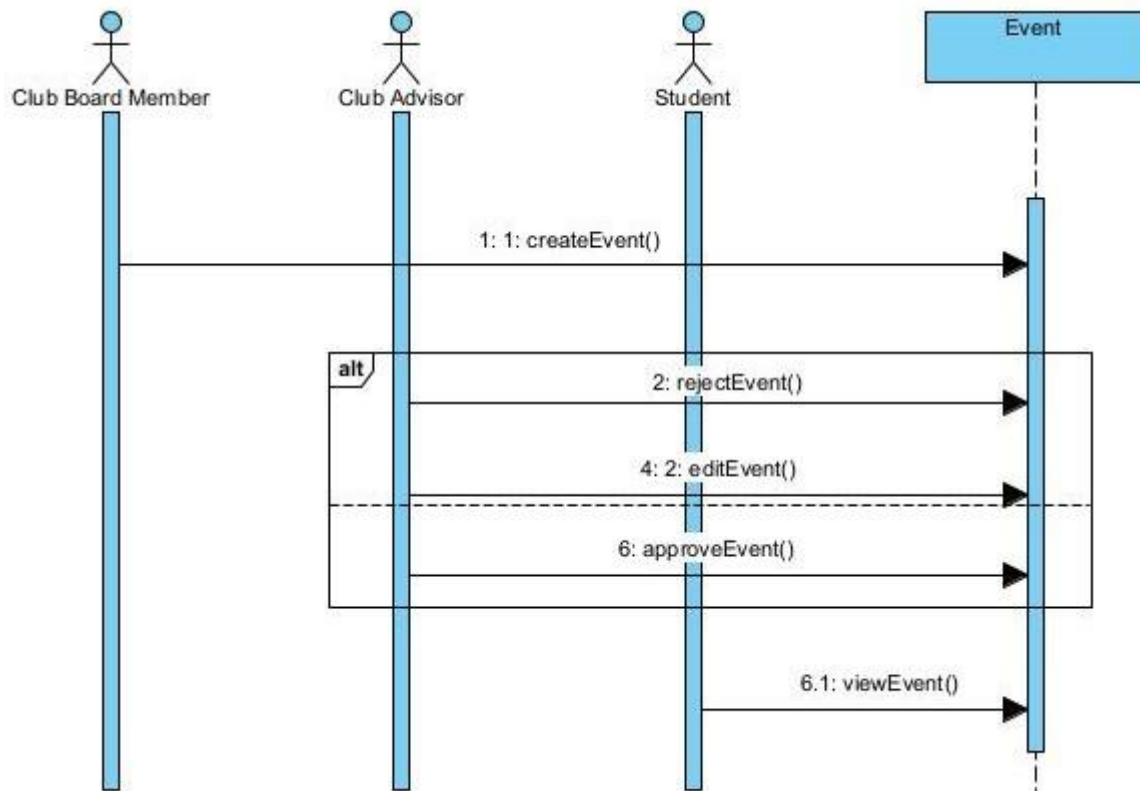 Club Board Member
Club Advisor
Student
Event
1: 1: createEvent()
alt
2: rejectEvent()
4: 2: editEvent()
6: approveEvent()
6.1: viewEvent()